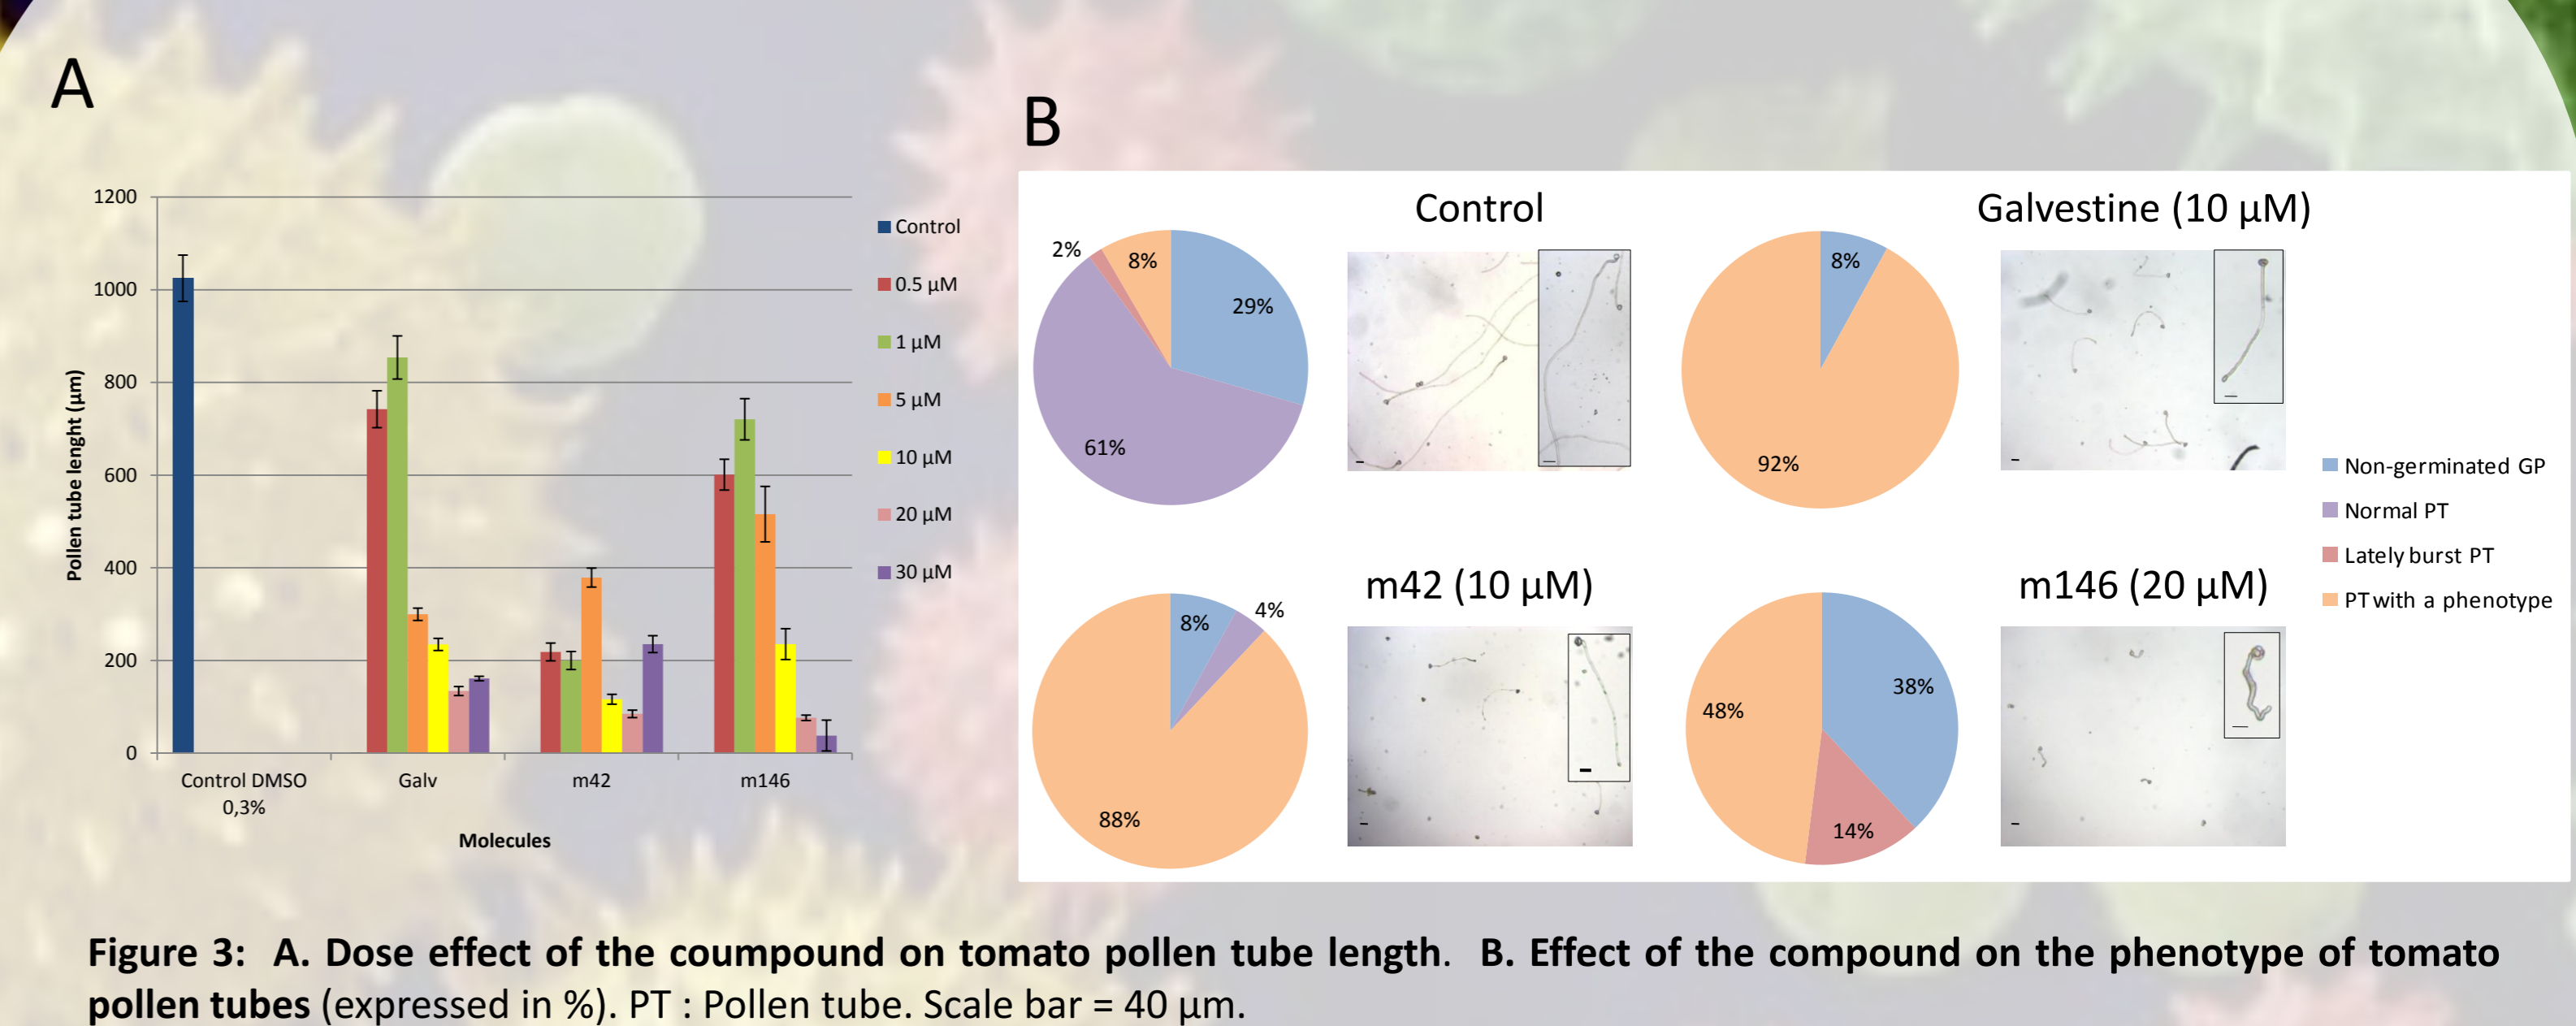 A
1200
1000
800
600
400
200
0
Pollen tube lenght (µm)
Control DMSO
0,3%
Galv
m42
m146
Molecules
Control
0.5 µM
1 µM
5 µM
10 µM
20 µM
30 µM
B
Control
2%
8%
29%
61%
Galvestine (10 µM)
8%
92%
m42 (10 µM)
8%
4%
88%
m146 (20 µM)
38%
48%
14%
Non-germinated GP
Normal PT
Lately burst PT
PT with a phenotype
Figure 3: A. Dose effect of the coumpound on tomato pollen tube length. B. Effect of the compound on the phenotype of tomato
pollen tubes (expressed in %). PT : Pollen tube. Scale bar = 40 µm.